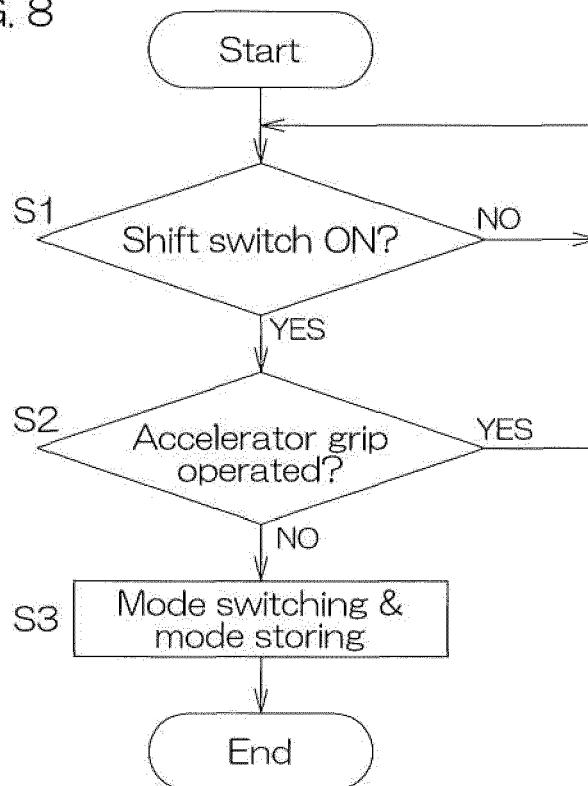 G. 8
Start
S1
Shift switch ON?
NO
YES
S2
Accelerator grip
operated?
YES
NO
S3
Mode switching &
mode storing
End